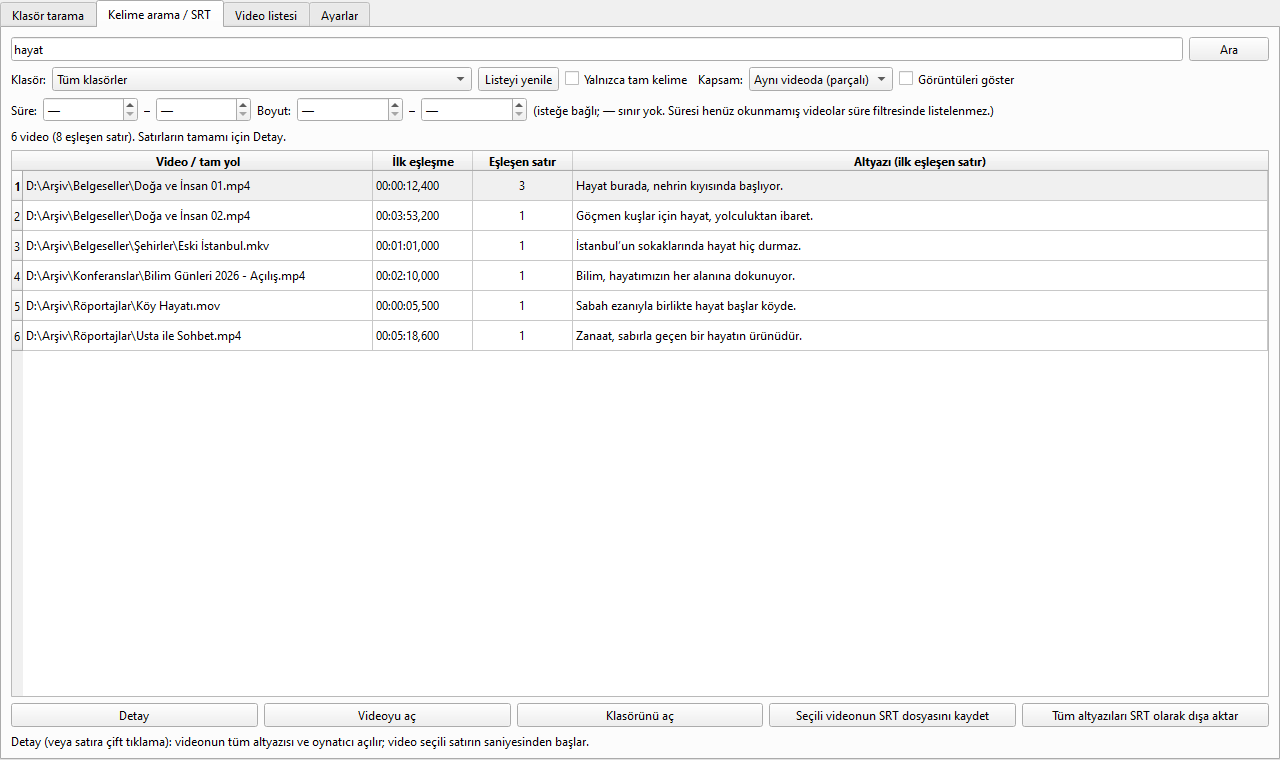 Klasör tarama Kelime arama / SRT Video listesi Ayarlar
hayat Ara
Klasör: Tüm klasörler Listeyi yenile Yalnızca tam kelime Kapsam: Aynı videoda (parçalı) Görüntüleri göster
Süre: — – — Boyut: — – — (isteğe bağlı; — sınır yok. Süresi henüz okunmamış videolar süre filtresinde listelenmez.)
6 video (8 eşleşen satır). Satırların tamamı için Detay.
Video / tam yol İlk eşleşme Eşleşen satır Altyazı (ilk eşleşen satır)
1 D:\Arşiv\Belgeseller\Doğa ve İnsan 01.mp4 00:00:12,400 3 Hayat burada, nehrin kıyısında başlıyor.
2 D:\Arşiv\Belgeseller\Doğa ve İnsan 02.mp4 00:03:53,200 1 Göçmen kuşlar için hayat, yolculuktan ibaret.
3 D:\Arşiv\Belgeseller\Şehirler\Eski İstanbul.mkv 00:01:01,000 1 İstanbul'un sokaklarında hayat hiç durmaz.
4 D:\Arşiv\Konferanslar\Bilim Günleri 2026 - Açılış.mp4 00:02:10,000 1 Bilim, hayatımızın her alanına dokunuyor.
5 D:\Arşiv\Röportajlar\Köy Hayatı.mov 00:00:05,500 1 Sabah ezanıyla birlikte hayat başlar köyde.
6 D:\Arşiv\Röportajlar\Usta ile Sohbet.mp4 00:05:18,600 1 Zanaat, sabırla geçen bir hayatın ürünüdür.
Detay Videoyu aç Klasörünü aç Seçili videonun SRT dosyasını kaydet Tüm altyazıları SRT olarak dışa aktar
Detay (veya satıra çift tıklama): videonun tüm altyazısı ve oynatıcı açılır; video seçili satırın saniyesinden başlar.